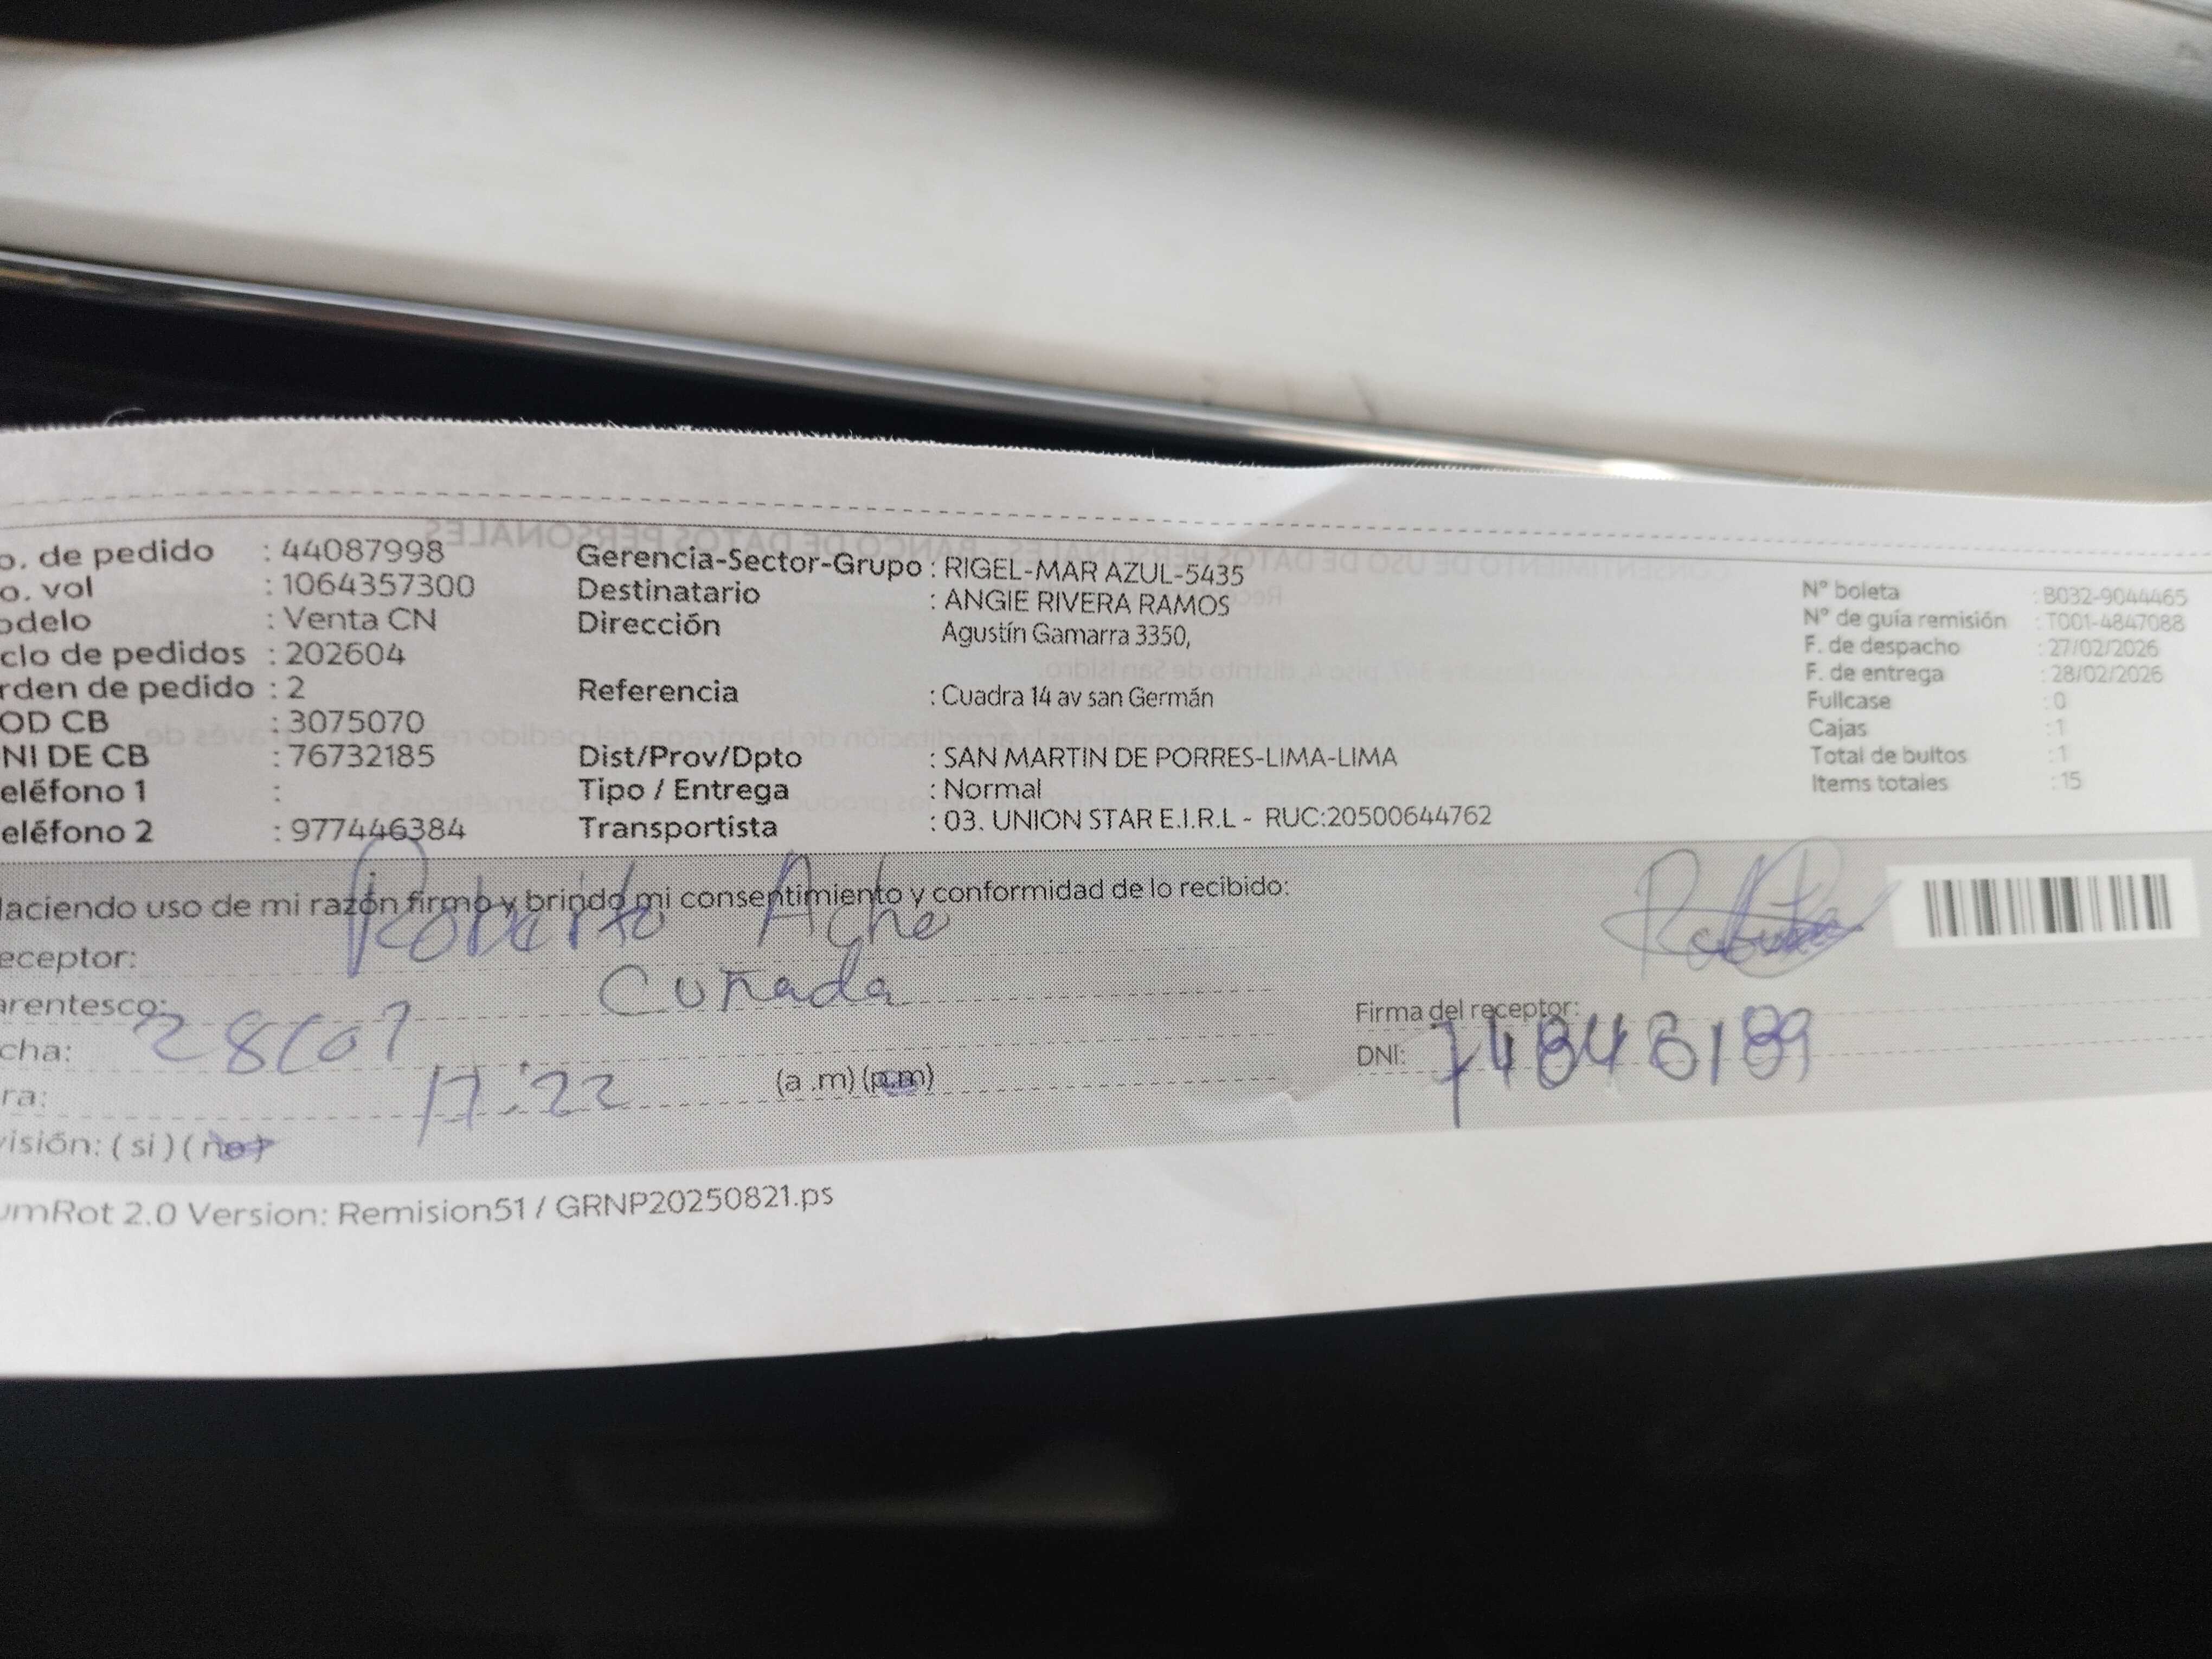 o. de pedido : 44087998
o. vol : 1064357300
odelo : Venta CN
clo de pedidos : 202604
rden de pedido : 2
OD CB : 3075070
NI DE CB : 76732185
eléfono 1 :
eléfono 2 : 977446384
Gerencia-Sector-Grupo : RIGEL-MAR AZUL-5435
Destinatario : ANGIE RIVERA RAMOS
Dirección Agustín Gamarra 3350,
Referencia : Cuadra 14 av san Germán
Dist/Prov/Dpto : SAN MARTIN DE PORRES-LIMA-LIMA
Tipo / Entrega : Normal
Transportista : 03. UNION STAR E.I.R.L - RUC:20500644762
N° boleta : B032-9044465
N° de guía remisión : T001-4847088
F. de despacho : 27/02/2026
F. de entrega : 28/02/2026
Fullcase : 0
Cajas : 1
Total de bultos : 1
Items totales : 15
Haciendo uso de mi razón firmo y brindo mi consentimiento y conformidad de lo recibido:
eceptor: Roberto
arentesco: Cuñada
cha:
ra: 17:22 (a .m) (p.m)
visión: ( si ) ( no )
Firma del receptor:
DNI:
umRot 2.0 Version: Remision51 / GRNP20250821.ps